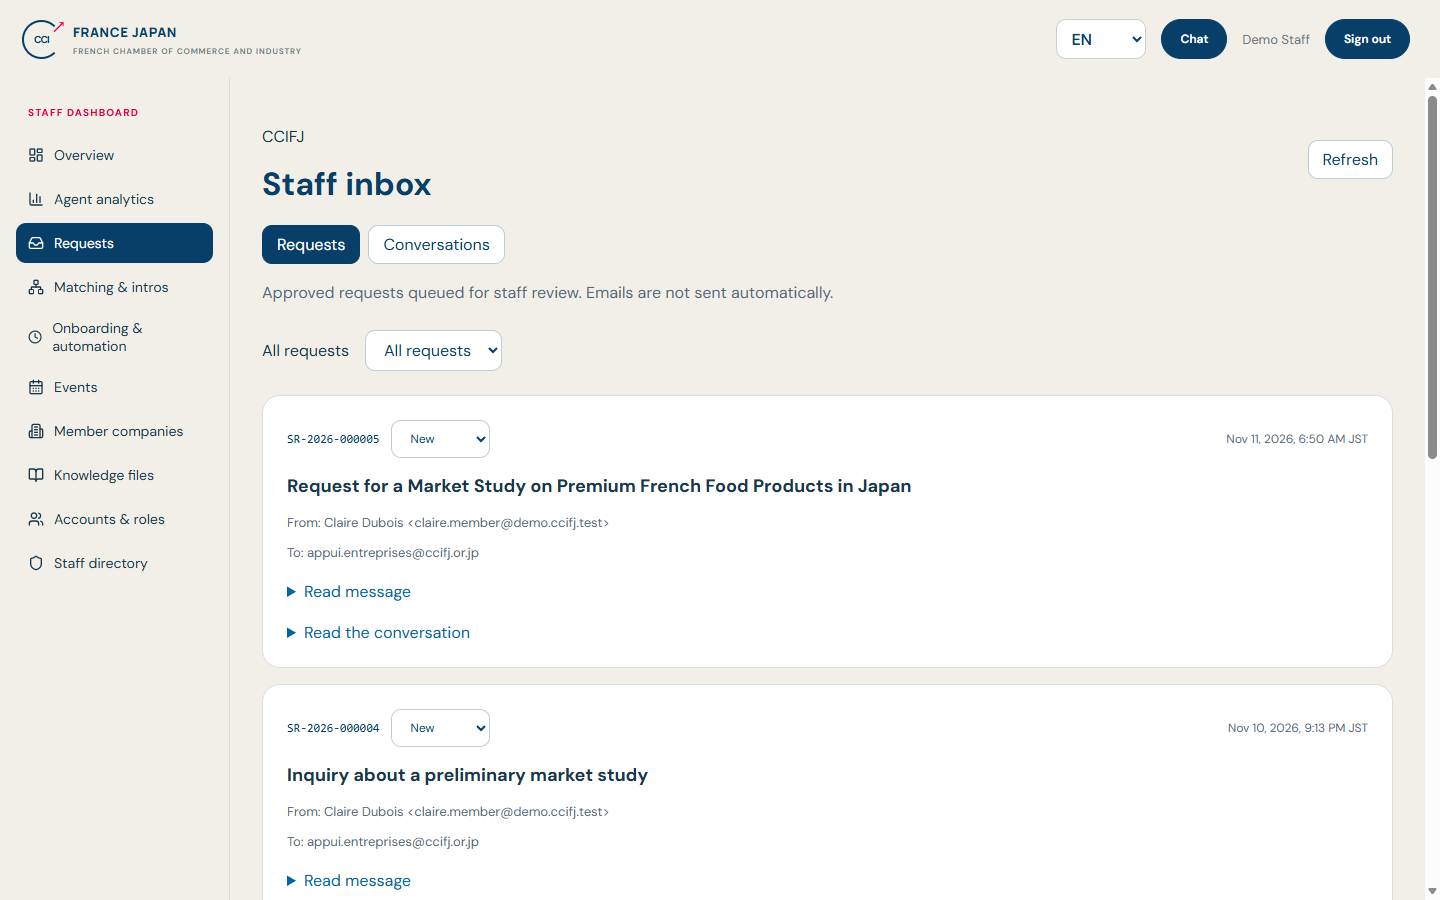 CCI
FRANCE JAPAN
FRENCH CHAMBER OF COMMERCE AND INDUSTRY
EN
Chat
Demo Staff
Sign out
STAFF DASHBOARD
Overview
Agent analytics
Requests
Matching & intros
Onboarding &
automation
Events
Member companies
Knowledge files
Accounts & roles
Staff directory
CCIFJ
Refresh
Staff inbox
Requests
Conversations
Approved requests queued for staff review. Emails are not sent automatically.
All requests
All requests
SR-2026-000005
New
Nov 11, 2026, 6:50 AM JST
Request for a Market Study on Premium French Food Products in Japan
From: Claire Dubois <claire.member@demo.ccifj.test>
To: appui.entreprises@ccifj.or.jp
Read message
Read the conversation
SR-2026-000004
New
Nov 10, 2026, 9:13 PM JST
Inquiry about a preliminary market study
From: Claire Dubois <claire.member@demo.ccifj.test>
To: appui.entreprises@ccifj.or.jp
Read message